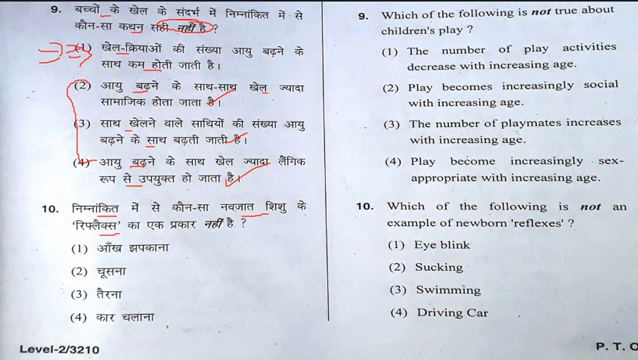 9. बच्चों के खेल के संदर्भ में निम्नांकित में से
कौन-सा कथन सही नहीं है ?
(1) खेल-क्रियाओं की संख्या आयु बढ़ने के
साथ कम होती जाती है।
(2) आयु बढ़ने के साथ-साथ खेल ज्यादा
सामाजिक होता जाता है।
(3) साथ खेलने वाले साथियों की संख्या आयु
बढ़ने के साथ बढ़ती जाती है।
(4) आयु बढ़ने के साथ खेल ज्यादा लैंगिक
रूप से उपयुक्त हो जाता है।
10. निम्नांकित में से कौन-सा नवजात शिशु के
'रिफ्लैक्स' का एक प्रकार नहीं है ?
(1) आँख झपकाना
(2) चूसना
(3) तैरना
(4) कार चलाना
Level-2/3210
9. Which of the following is not true about
children's play ?
(1) The number of play activities
decrease with increasing age.
(2) Play becomes increasingly social
with increasing age.
(3) The number of playmates increases
with increasing age.
(4) Play become increasingly sex-
appropriate with increasing age.
10. Which of the following is not an
example of newborn 'reflexes' ?
(1) Eye blink
(2) Sucking
(3) Swimming
(4) Driving Car
P. T. O